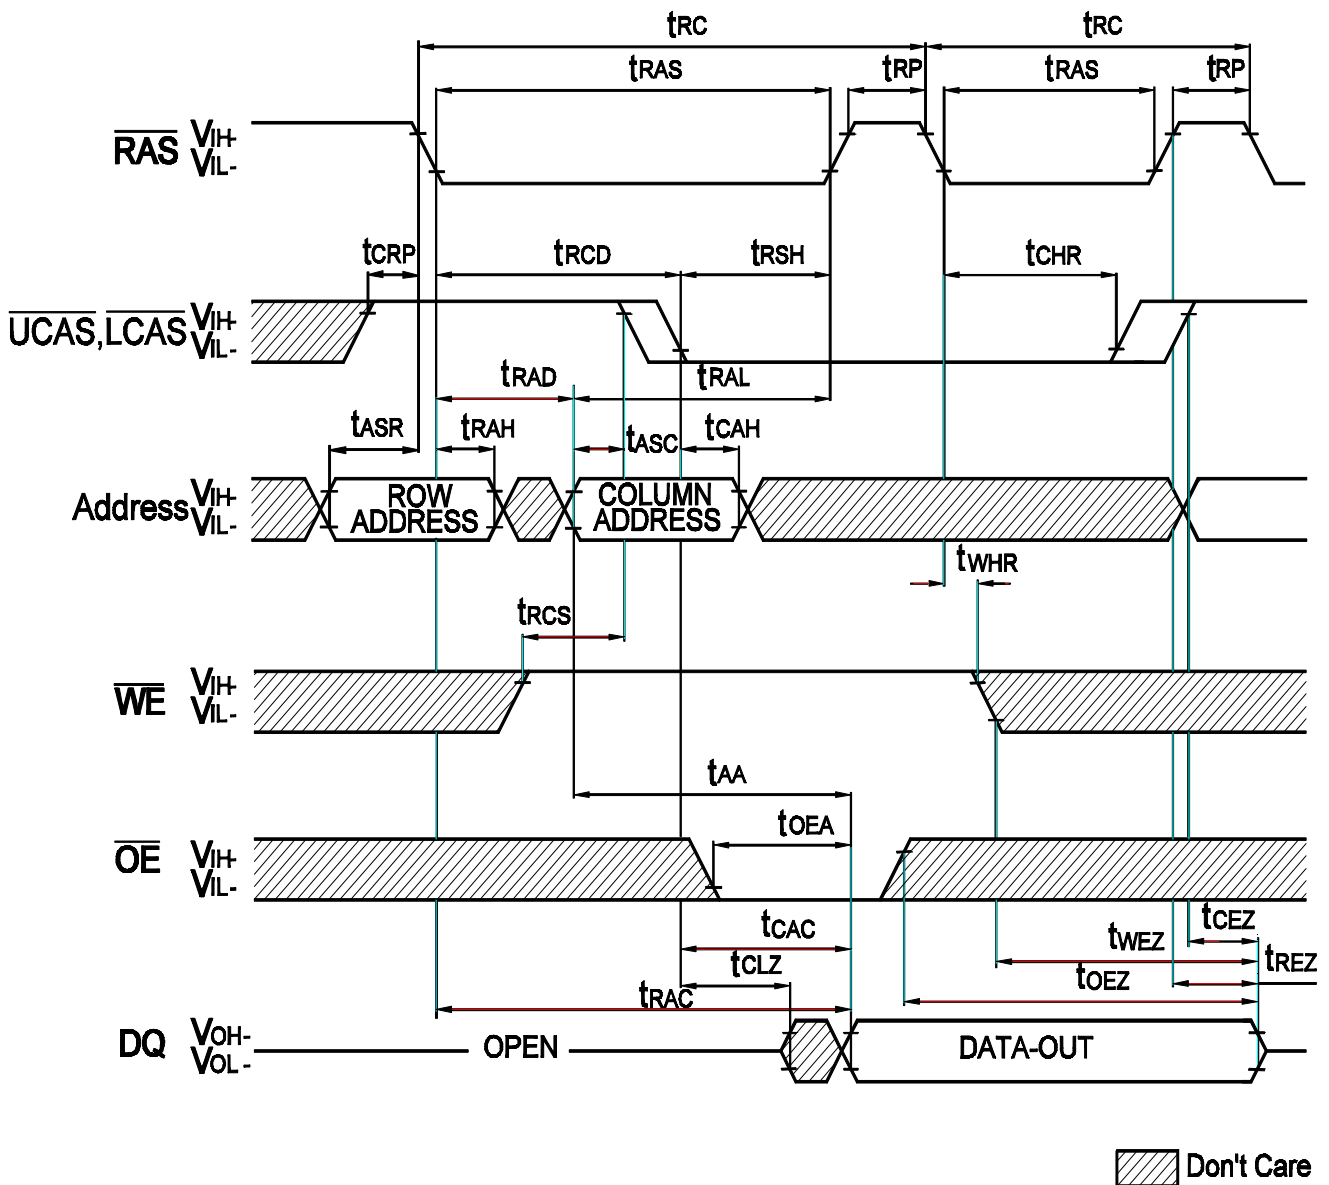 tRC tRC
tRAS tRP tRAS tRP
RAS VIH-
VIL-
tCRP tRCD tRSH tCHR
UCAS,LCAS VIH-
VIL-
tRAD tRAL
tASR tRAH tASC tCAH
Address VIH-
VIL-
ROW
ADDRESS
COLUMN
ADDRESS
tWHR
tRCS
WE VIH-
VIL-
tAA
tOEA
OE VIH-
VIL-
tCAC tWEZ tCEZ
tCLZ tOEZ tREZ
tRAC
DQ VOH-
VOL-
OPEN DATA-OUT
Don't Care